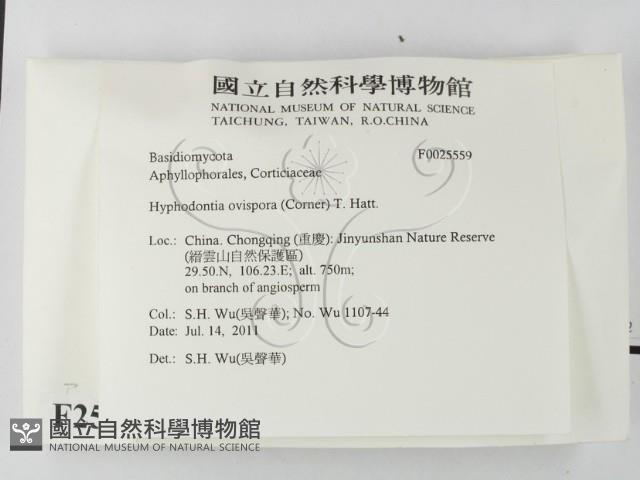 國立自然科學博物館
NATIONAL MUSEUM OF NATURAL SCIENCE
TAICHUNG, TAIWAN, R.O.CHINA
Basidiomycota F0025559
Aphyllophorales, Corticiaceae
Hyphodontia ovispora (Corner) T. Hatt.
Loc.: China. Chongqing (重慶): Jinyunshan Nature Reserve
(縉雲山自然保護區)
29.50.N, 106.23.E; alt. 750m;
on branch of angiosperm
Col.: S.H. Wu(吳聲華); No. Wu 1107-44
Date: Jul. 14, 2011
Det.: S.H. Wu(吳聲華)
F25
國立自然科學博物館
NATIONAL MUSEUM OF NATURAL SCIENCE